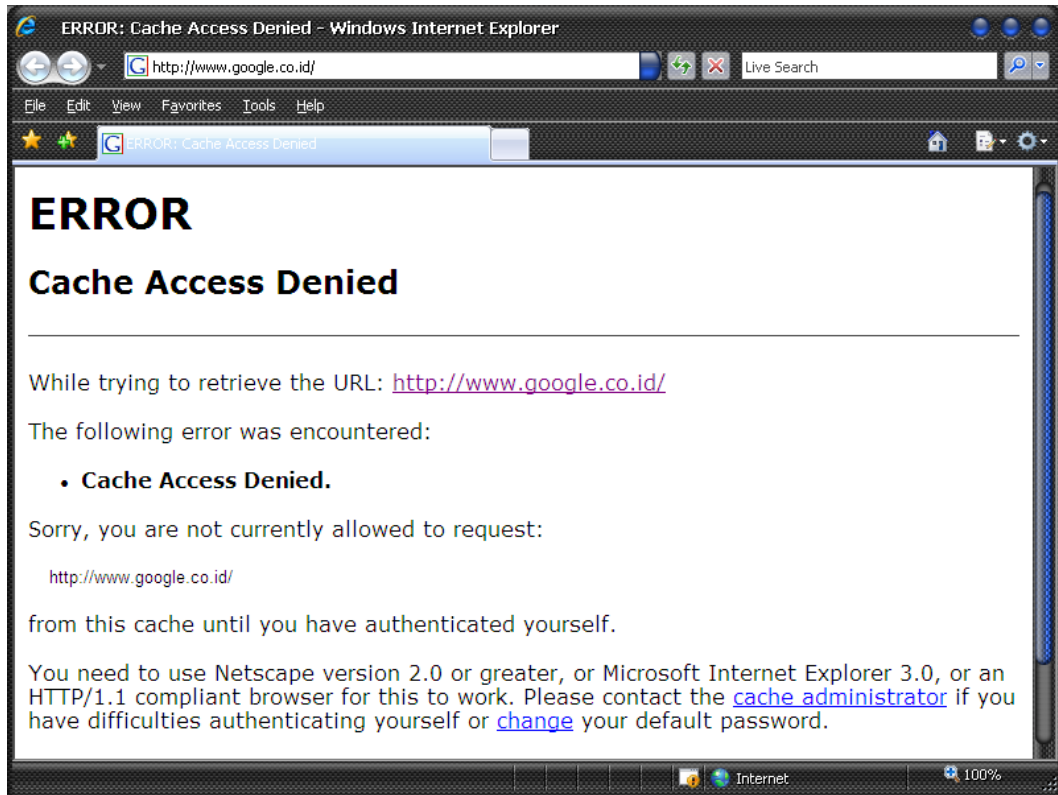 ERROR: Cache Access Denied - Windows Internet Explorer
http://www.google.co.id/
Live Search
File Edit View Favorites Tools Help
ERROR: Cache Access Denied
ERROR
Cache Access Denied
While trying to retrieve the URL: http://www.google.co.id/
The following error was encountered:
• Cache Access Denied.
Sorry, you are not currently allowed to request:
http://www.google.co.id/
from this cache until you have authenticated yourself.
You need to use Netscape version 2.0 or greater, or Microsoft Internet Explorer 3.0, or an
HTTP/1.1 compliant browser for this to work. Please contact the cache administrator if you
have difficulties authenticating yourself or change your default password.
Internet
100%